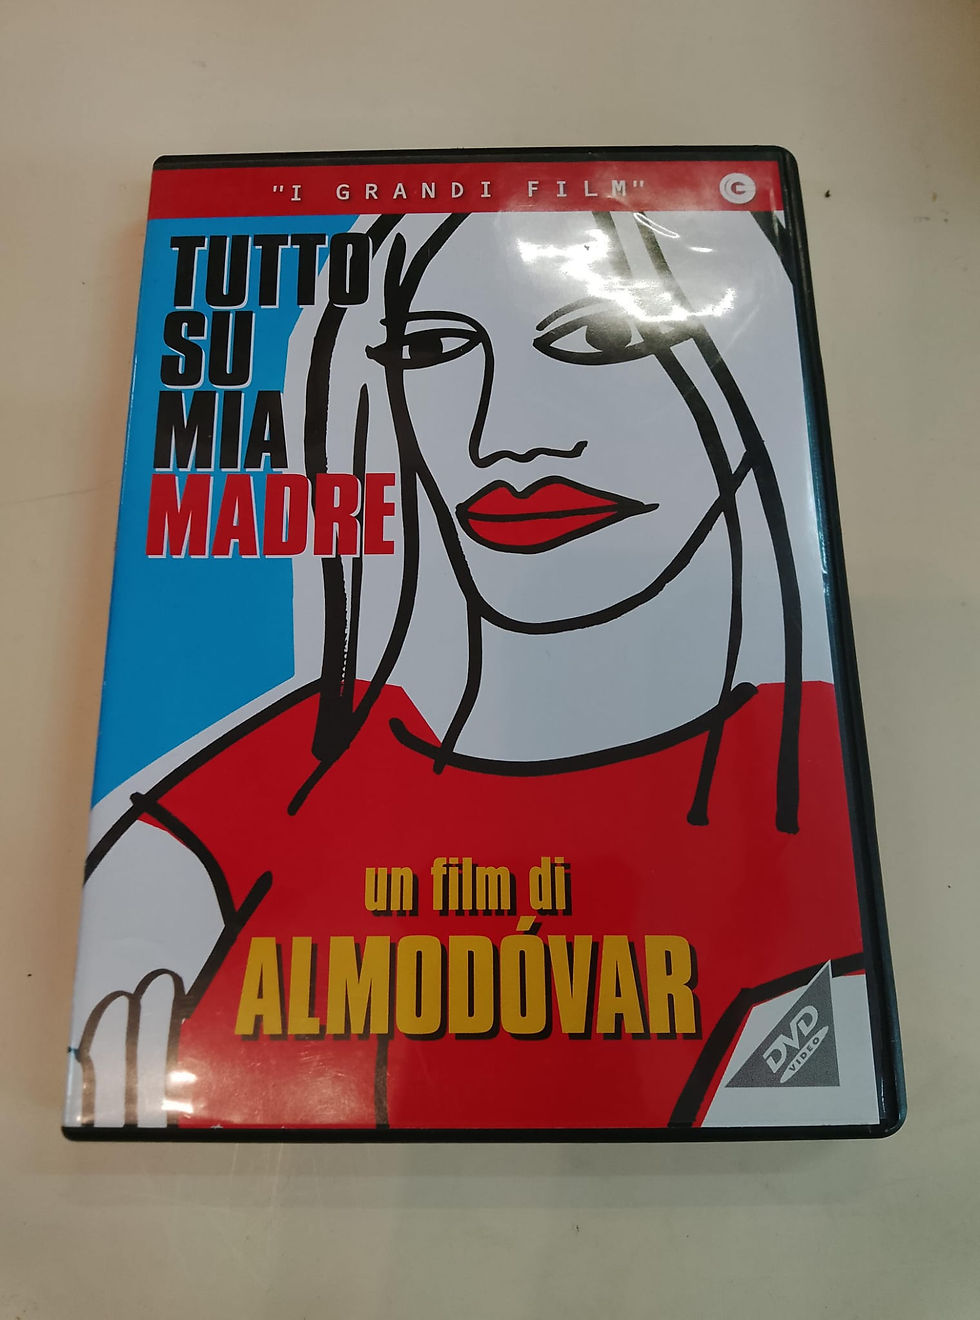 "I GRANDI FILM"
TUTTO
SU
MIA
MADRE
un film di
ALMODÓVAR
DVD
VIDEO